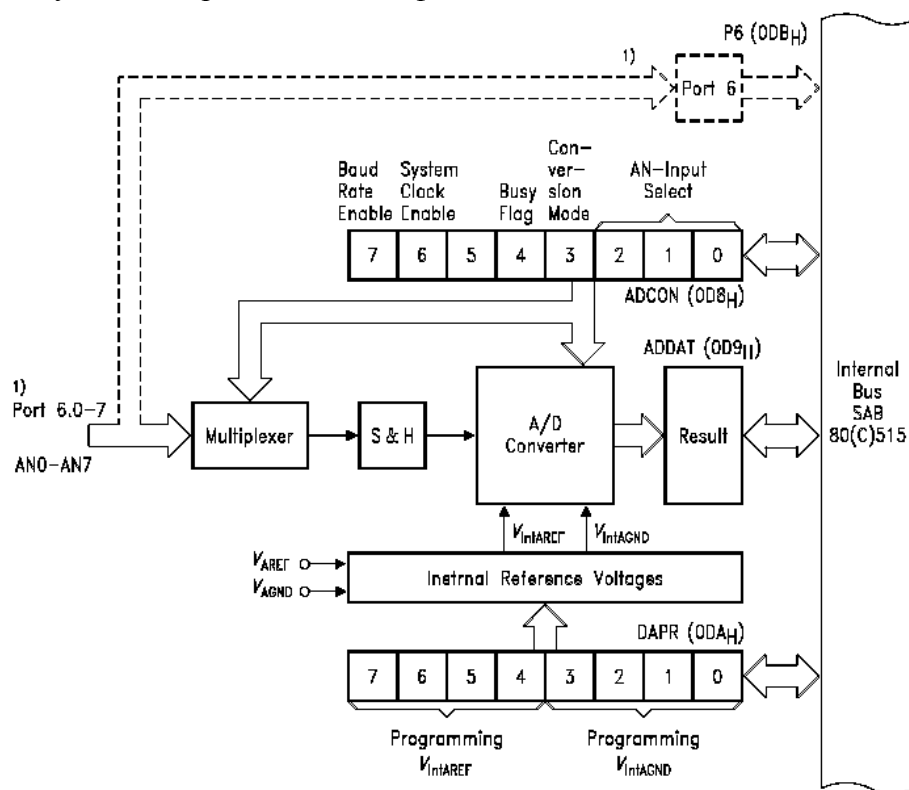 P6 (0DBH)
1)
Port 6
Baud Rate Enable
System Clock Enable
Busy Flag
Con- ver- sion Mode
AN-Input Select
7 6 5 4 3 2 1 0
ADCON (0D8H)
ADDAT (0D9H)
1)
Port 6.0-7
AN0-AN7
Multiplexer
S & H
A/D Converter
Result
Internal Bus SAB 80(C)515
VIntAREF
VIntAGND
VAREF
VAGND
Inetrnal Reference Voltages
DAPR (0DAH)
7 6 5 4 3 2 1 0
Programming VIntAREF
Programming VIntAGND